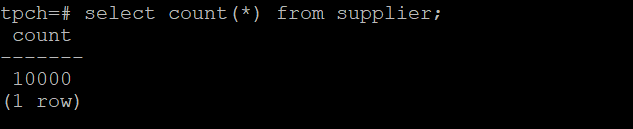 tpch=# select count(*) from supplier;
count
-------
10000
(1 row)